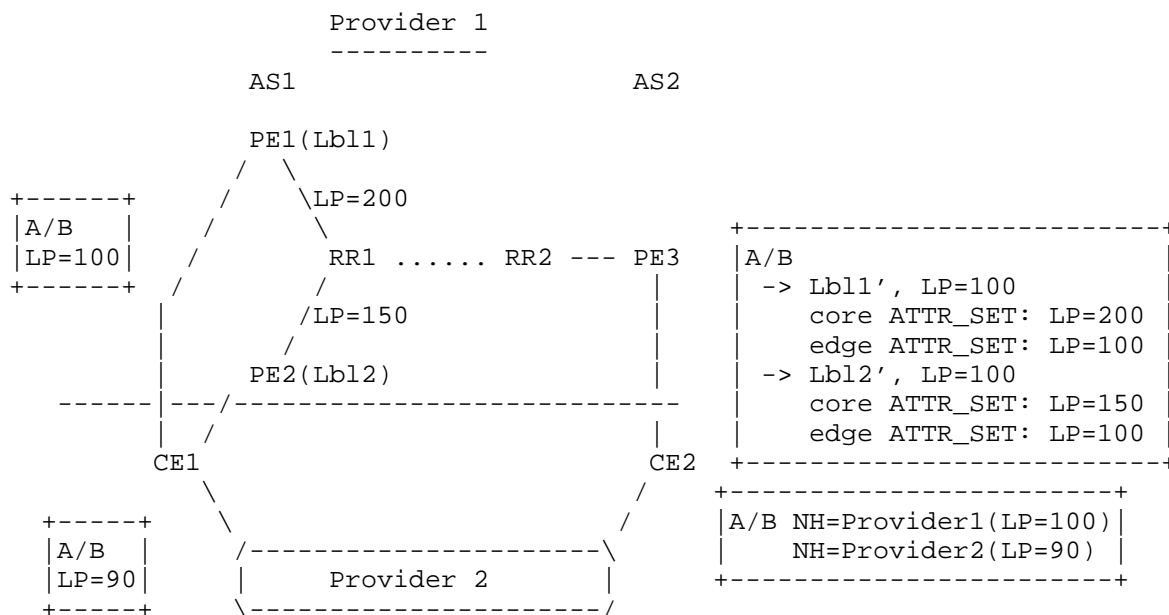 Provider 1
                          ----------
                   AS1                             AS2

                   PE1(Lbl1)
                  /  \
+------+         /    \LP=200
|A/B   |        /      \                                   +---------------------------+
|LP=100|       /       RR1 ...... RR2 --- PE3              |A/B                        |
+------+      /        /                   |               | -> Lbl1', LP=100          |
             |        /LP=150              |               |    core ATTR_SET: LP=200  |
             |       /                     |               |    edge ATTR_SET: LP=100  |
             |     PE2(Lbl2)               |               | -> Lbl2', LP=100          |
    ------|---/-----------------------------               |    core ATTR_SET: LP=150  |
             |  /                          |               |    edge ATTR_SET: LP=100  |
            CE1                           CE2              +---------------------------+
               \                          /          +------------------------+
  +-----+       \                        /           |A/B NH=Provider1(LP=100)|
  |A/B  |       /---------------------\              |    NH=Provider2(LP=90) |
  |LP=90|       |     Provider 2      |              +------------------------+
  +-----+       \---------------------/